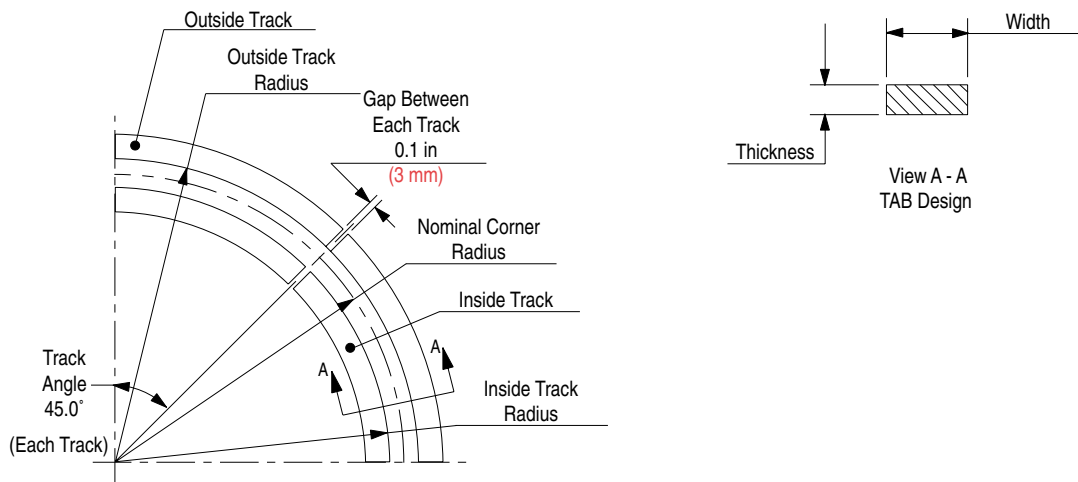 Outside Track
Outside Track
Radius
Gap Between
Each Track
0.1 in
(3 mm)
Nominal Corner
Radius
Inside Track
A
A
Track
Angle
45.0°
(Each Track)
Inside Track
Radius
Width
Thickness
View A - A
TAB Design